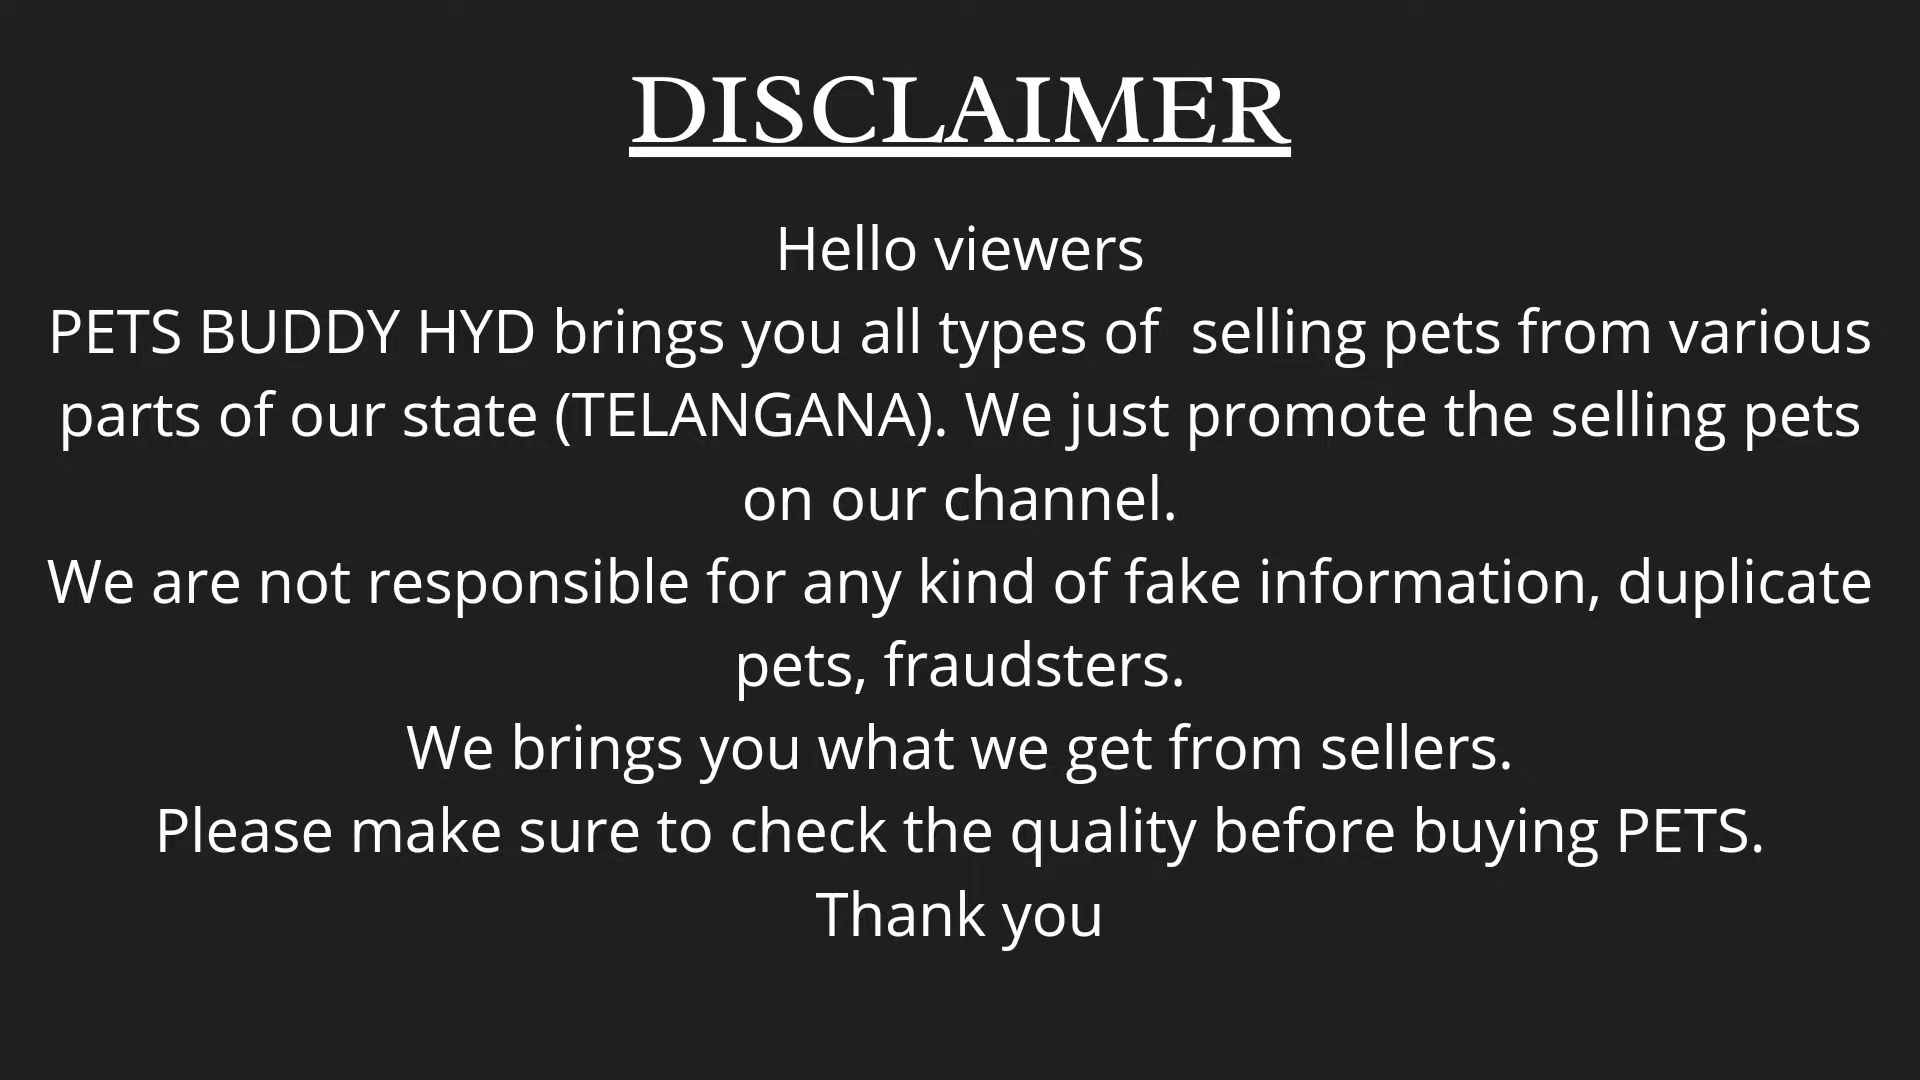 DISCLAIMER
Hello viewers
PETS BUDDY HYD brings you all types of  selling pets from various
parts of our state (TELANGANA). We just promote the selling pets
on our channel.
We are not responsible for any kind of fake information, duplicate
pets, fraudsters.
We brings you what we get from sellers.
Please make sure to check the quality before buying PETS.
Thank you